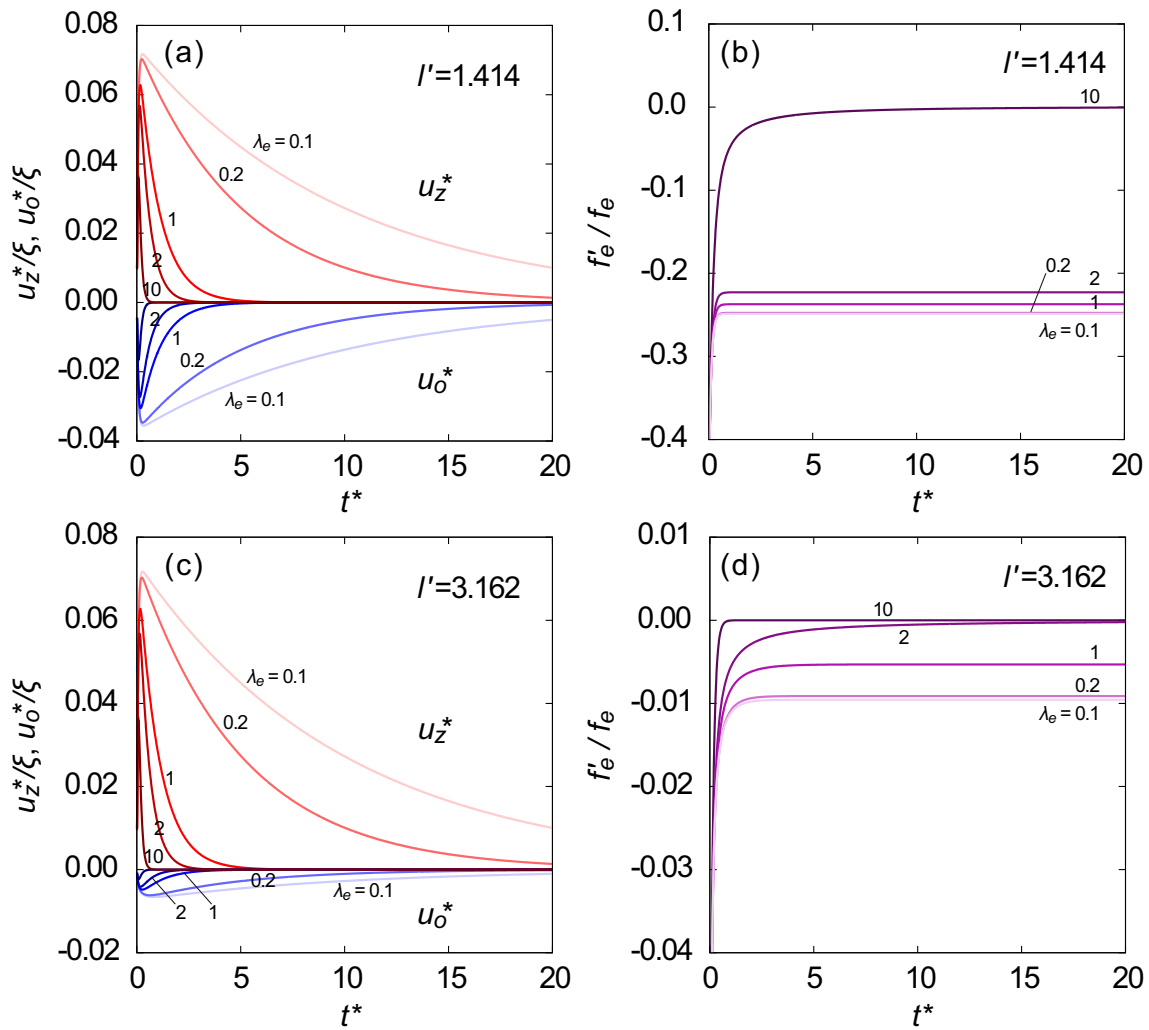 (a)
l'=1.414
0.08
0.06
0.04
0.02
0.00
-0.02
-0.04
u_z*/ξ, u_o*/ξ
λ_e = 0.1
0.2
u_z*
1
2
10
2
1
0.2
λ_e = 0.1
u_o*
0 5 10 15 20
t*
(b)
l'=1.414
0.1
0.0
-0.1
-0.2
-0.3
-0.4
f'_e / f_e
10
0.2
2
1
λ_e = 0.1
0 5 10 15 20
t*
(c)
l'=3.162
0.08
0.06
0.04
0.02
0.00
-0.02
u_z*/ξ, u_o*/ξ
λ_e = 0.1
0.2
u_z*
1
2
10
0.2
λ_e = 0.1
2 1
u_o*
0 5 10 15 20
t*
(d)
l'=3.162
0.01
0.00
-0.01
-0.02
-0.03
-0.04
f'_e / f_e
10
2
1
0.2
λ_e = 0.1
0 5 10 15 20
t*